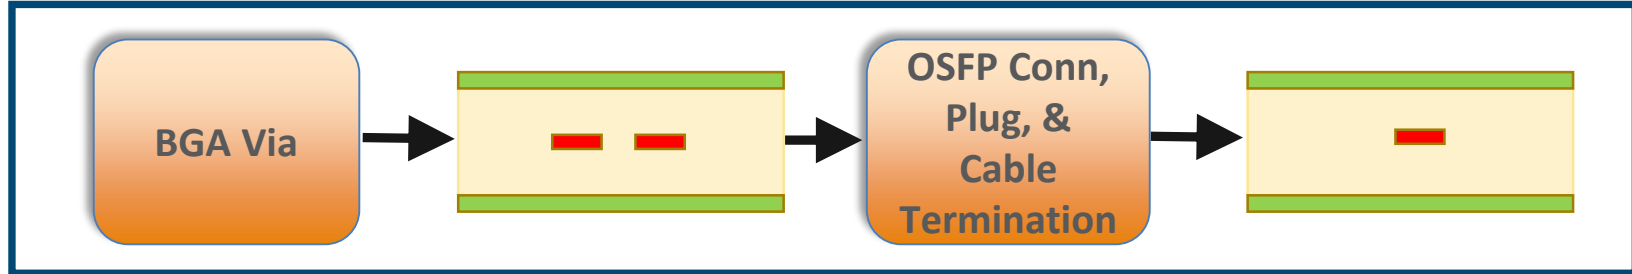 BGA Via
OSFP Conn,
Plug, &
Cable
Termination